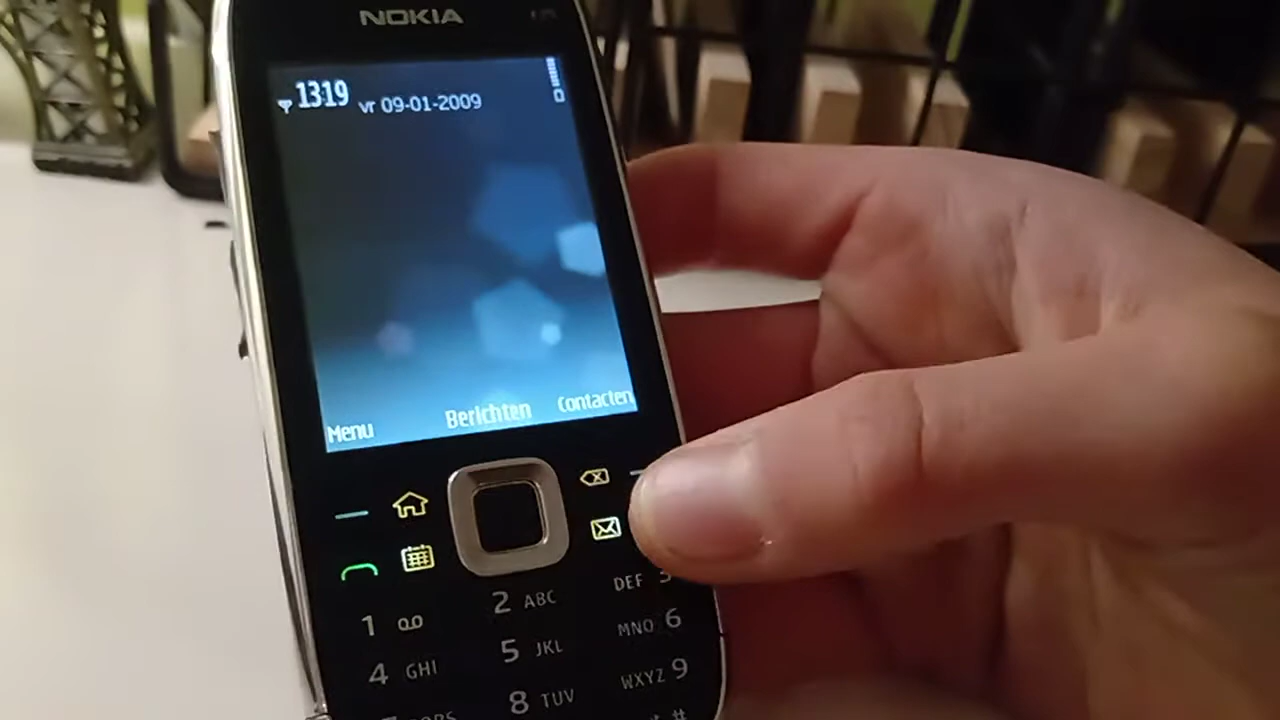 NOKIA
1319 vr 09-01-2009
Menu Berichten Contacten
1 2 ABC DEF
4 GHI 5 JKL MNO 6
8 TUV WXYZ 9
#